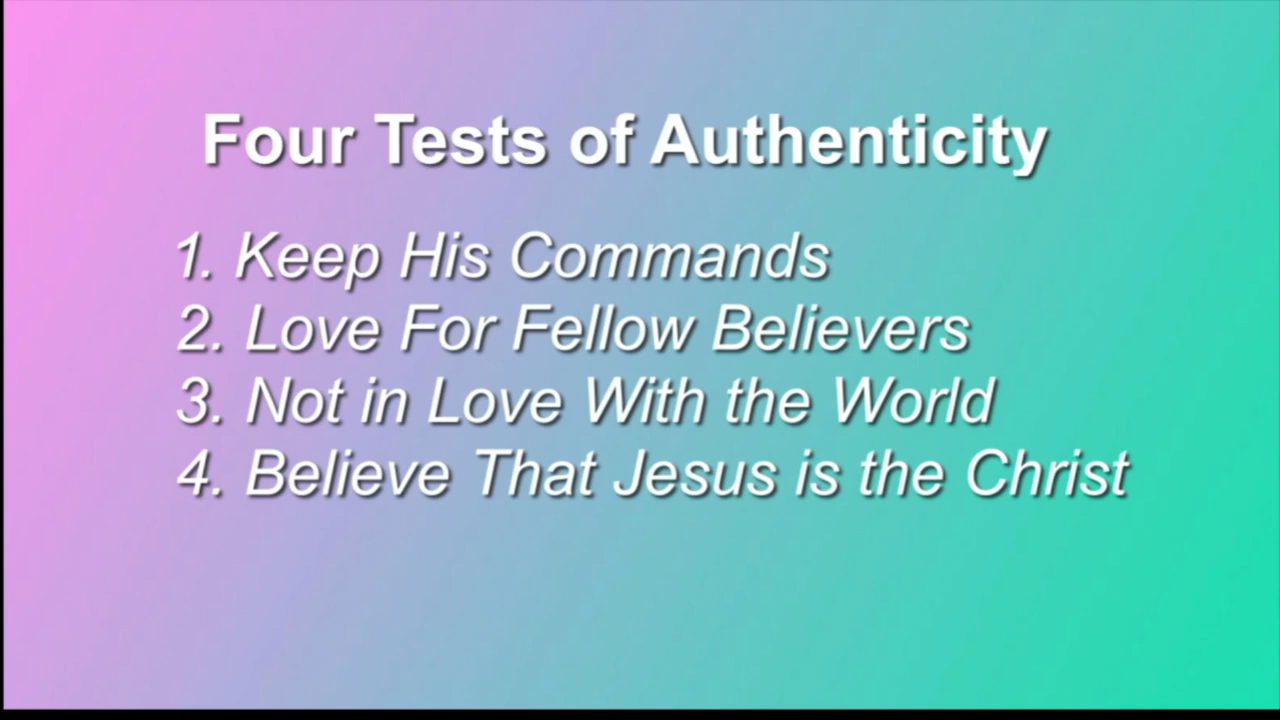 Four Tests of Authenticity
1. Keep His Commands
2. Love For Fellow Believers
3. Not in Love With the World
4. Believe That Jesus is the Christ